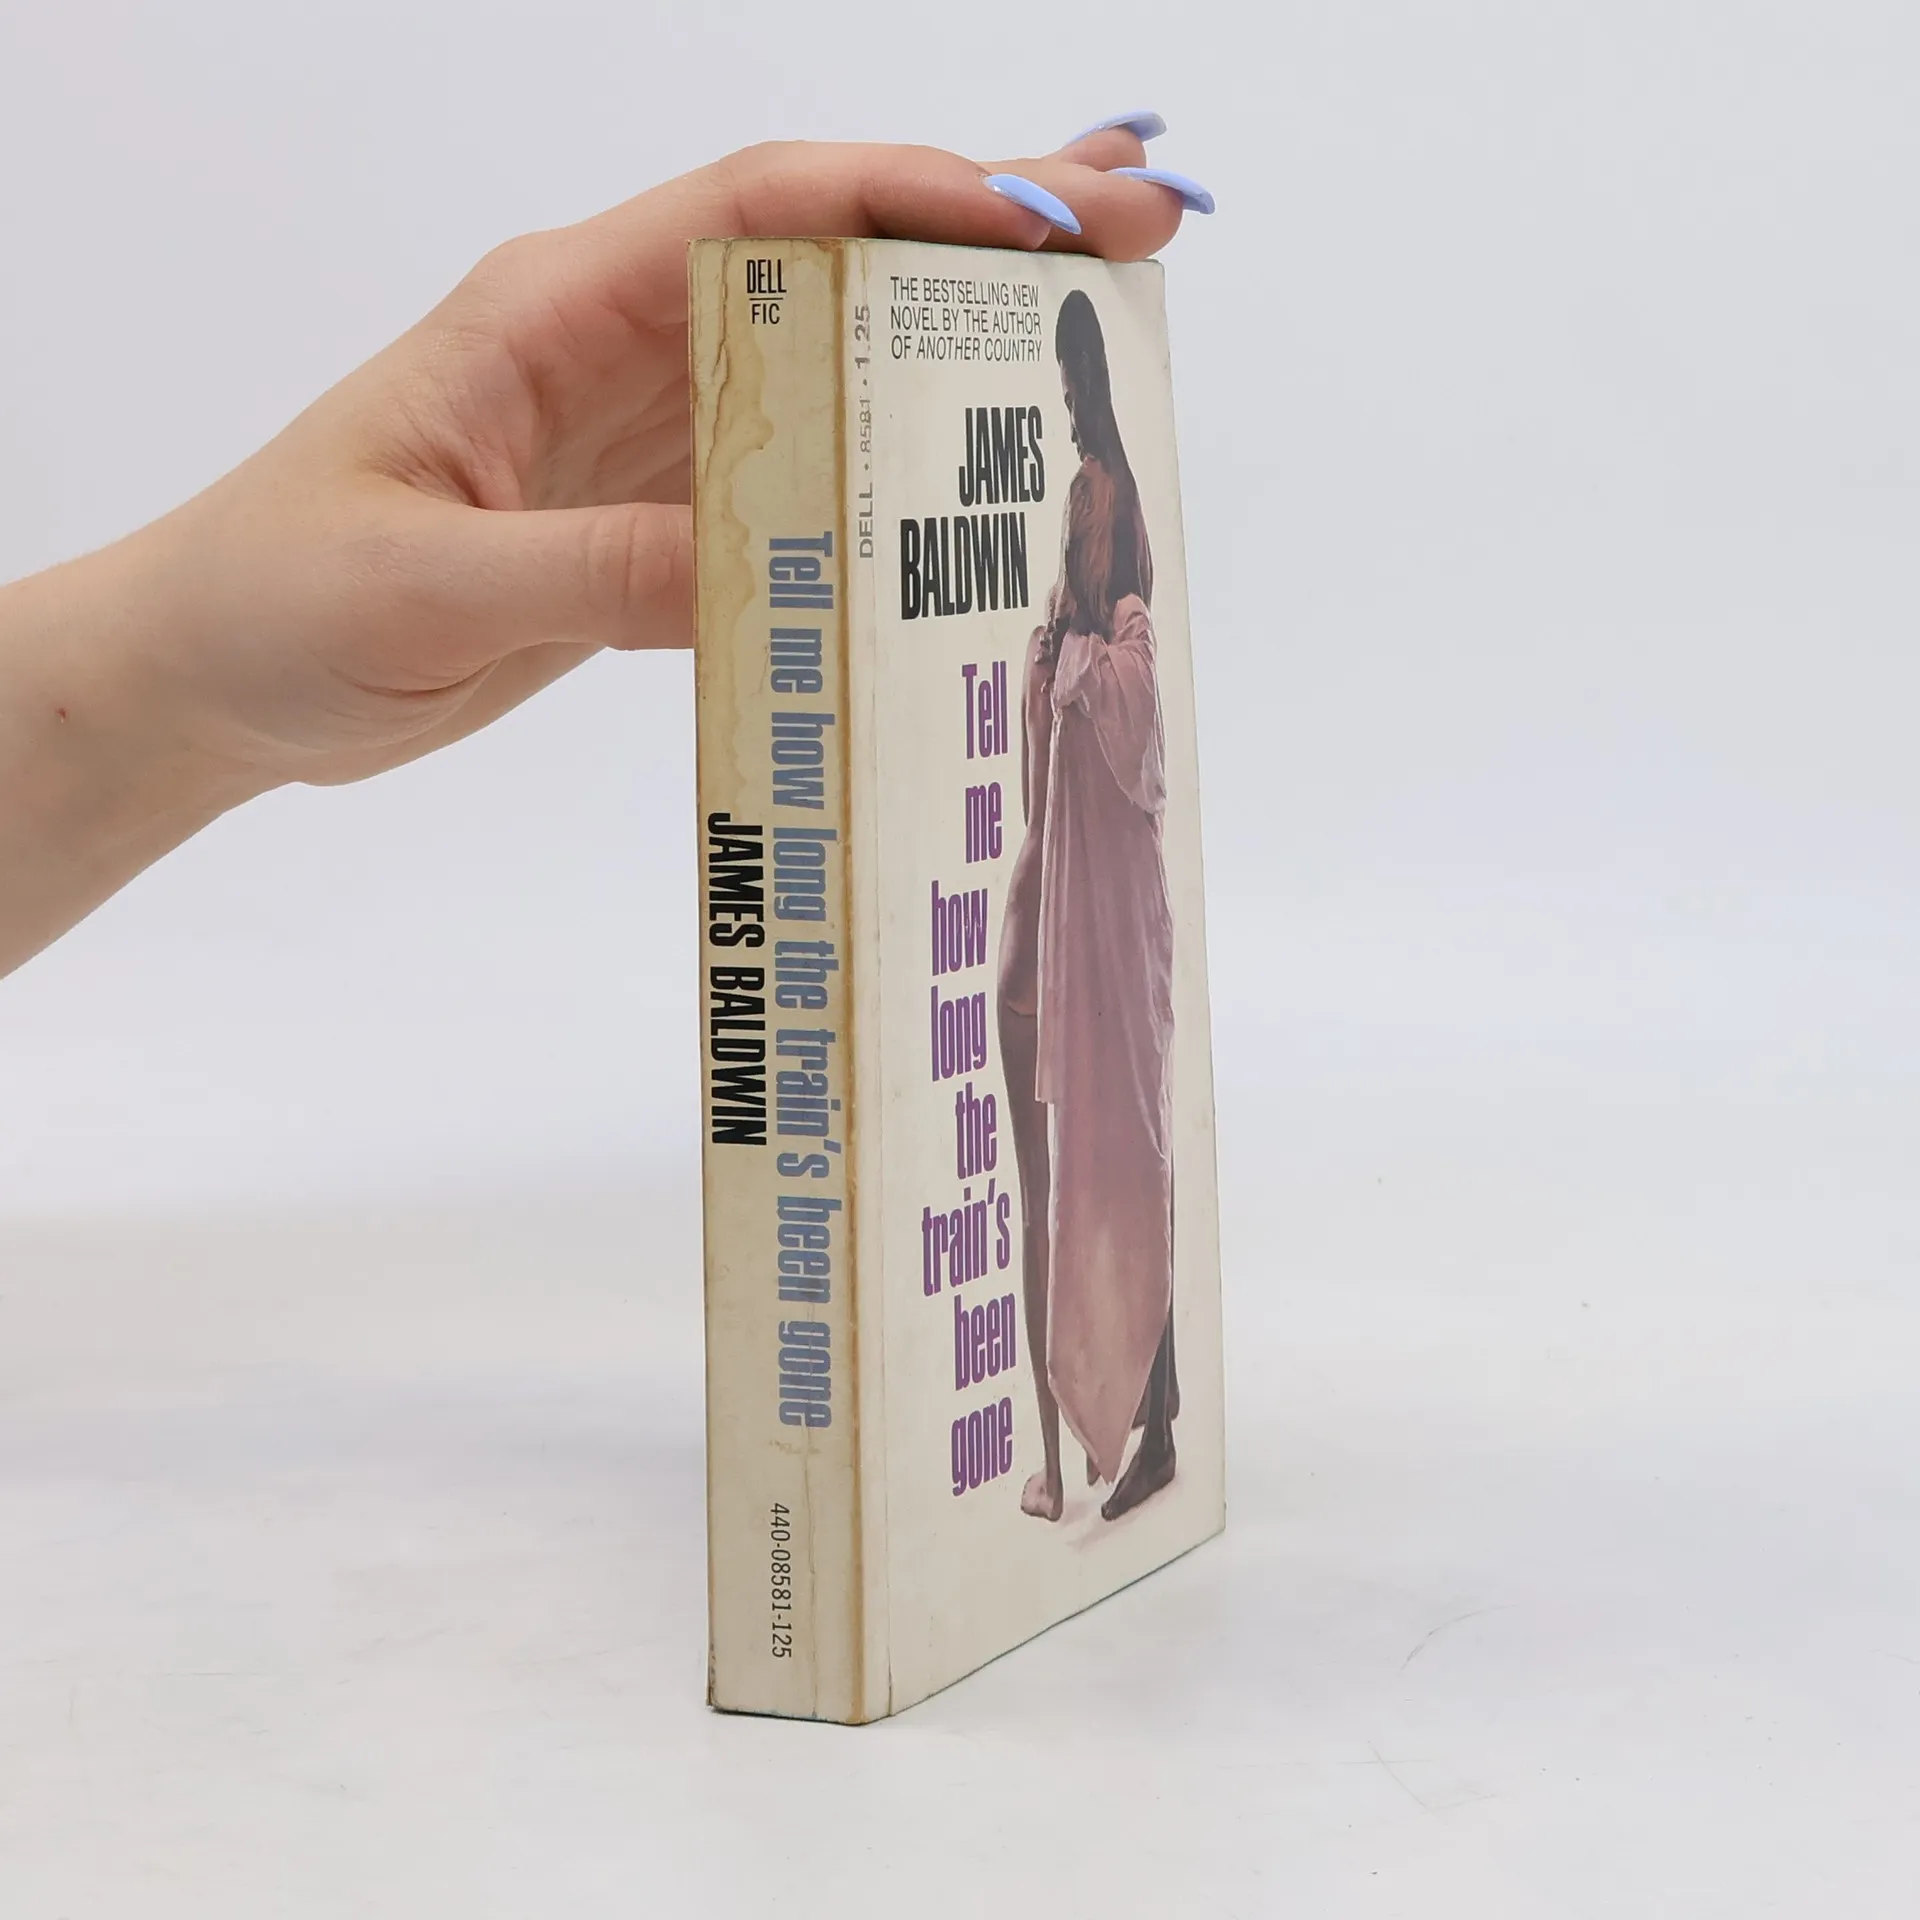 DELL
FIC
Tell me how long the train's been gone
JAMES BALDWIN
440-08581-125
DELL • 8581 • 1.25
THE BESTSELLING NEW
NOVEL BY THE AUTHOR
OF ANOTHER COUNTRY
JAMES
BALDWIN
Tell
me
how
long
the
train's
been
gone